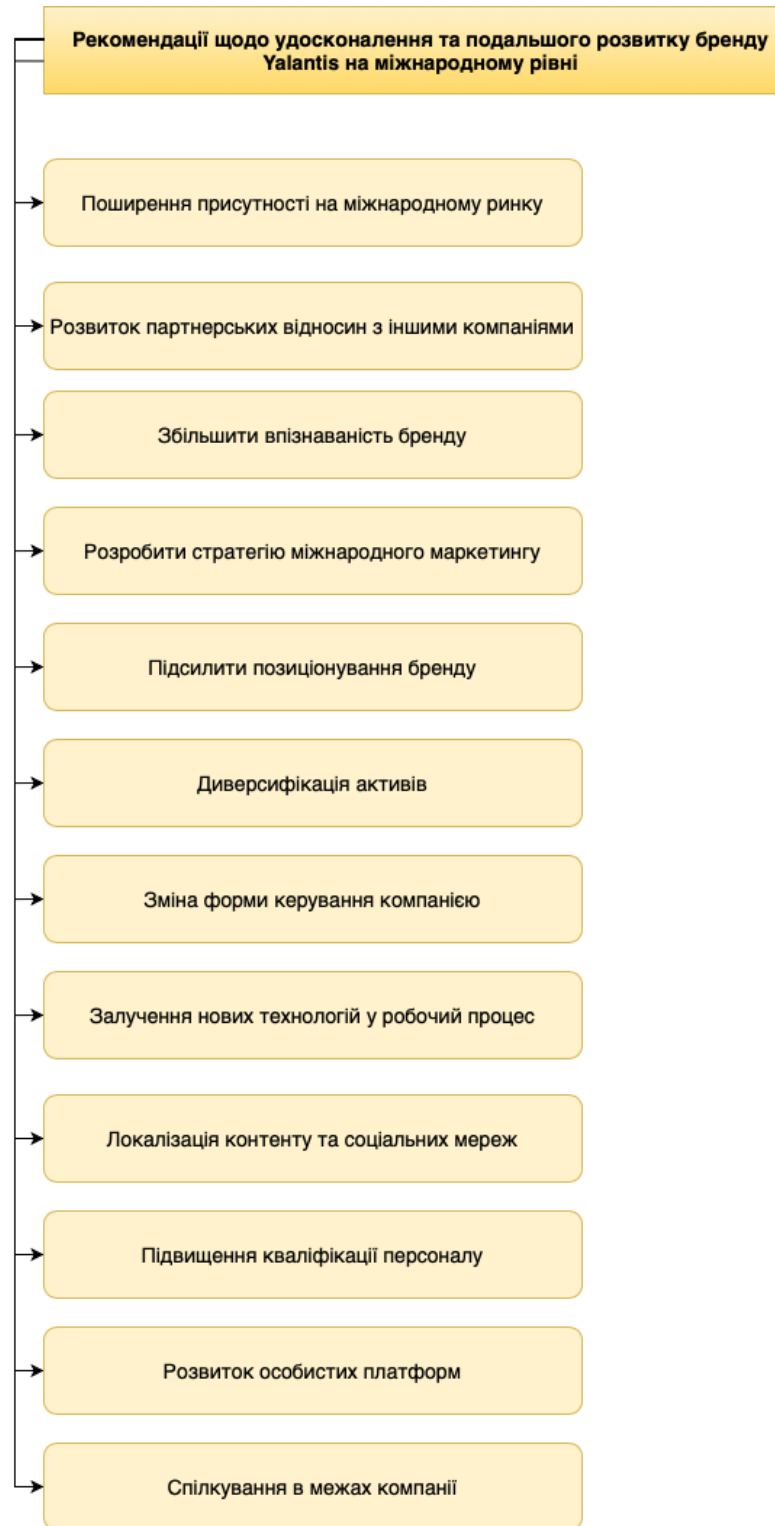 Рекомендації щодо удосконалення та подальшого розвитку бренду
Yalantis на міжнародному рівні
Поширення присутності на міжнародному ринку
Розвиток партнерських відносин з іншими компаніями
Збільшити впізнаваність бренду
Розробити стратегію міжнародного маркетингу
Підсилити позиціонування бренду
Диверсифікація активів
Зміна форми керування компанією
Залучення нових технологій у робочий процес
Локалізація контенту та соціальних мереж
Підвищення кваліфікації персоналу
Розвиток особистих платформ
Спілкування в межах компанії